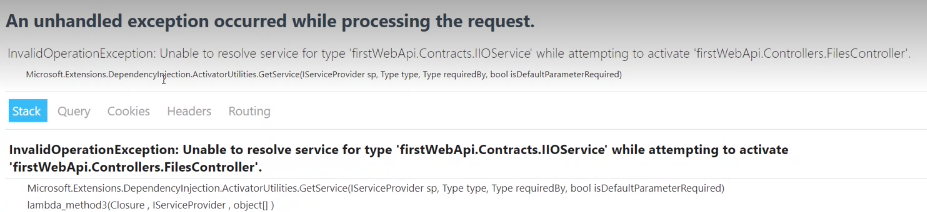 An unhandled exception occurred while processing the request.
InvalidOperationException: Unable to resolve service for type 'firstWebApi.Contracts.IIOService' while attempting to activate 'firstWebApi.Controllers.FilesController'.
Microsoft.Extensions.DependencyInjection.ActivatorUtilities.GetService(IServiceProvider sp, Type type, Type requiredBy, bool isDefaultParameterRequired)
Stack Query Cookies Headers Routing
InvalidOperationException: Unable to resolve service for type 'firstWebApi.Contracts.IIOService' while attempting to activate
'firstWebApi.Controllers.FilesController'.
Microsoft.Extensions.DependencyInjection.ActivatorUtilities.GetService(IServiceProvider sp, Type type, Type requiredBy, bool isDefaultParameterRequired)
lambda_method3(Closure , IServiceProvider , object[] )